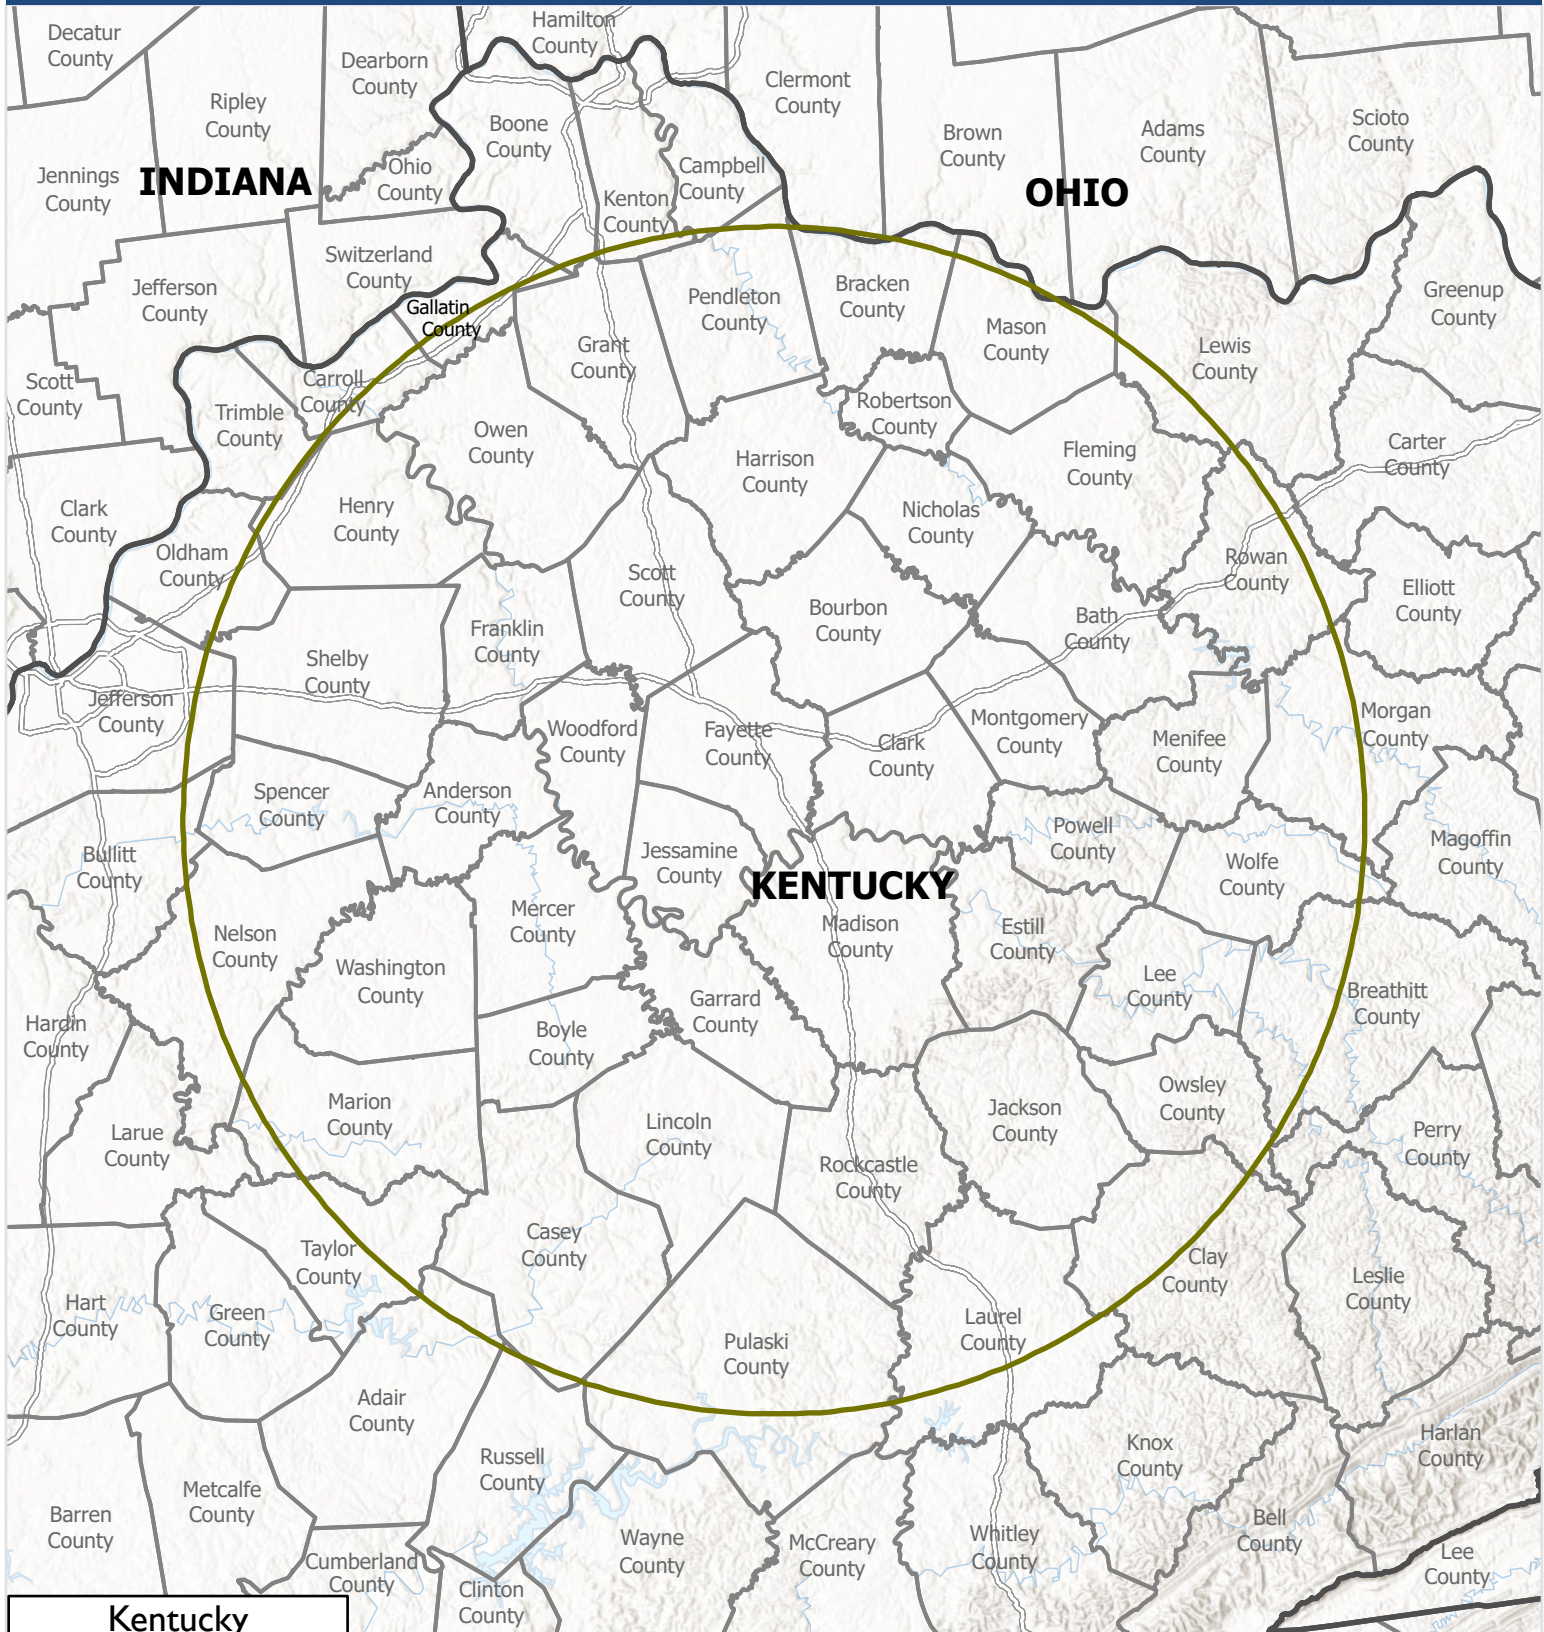 Hamilton
County
Decatur
County
Dearborn
County
Clermont
County
Ripley
County
Boone
County
Brown
County
Adams
County
Scioto
County
Jennings
County
INDIANA
Ohio
County
Campbell
County
Kenton
County
OHIO
Switzerland
County
Jefferson
County
Gallatin
County
Pendleton
County
Bracken
County
Greenup
County
Mason
County
Grant
County
Lewis
County
Scott
County
Carroll
County
Trimble
County
Robertson
County
Owen
County
Harrison
County
Fleming
County
Carter
County
Clark
County
Henry
County
Nicholas
County
Oldham
County
Rowan
County
Scott
County
Elliott
County
Bourbon
County
Bath
County
Franklin
County
Shelby
County
Jefferson
County
Woodford
County
Fayette
County
Montgomery
County
Morgan
County
Clark
County
Menifee
County
Spencer
County
Anderson
County
Powell
County
Magoffin
County
Bullitt
County
Jessamine
County
Wolfe
County
KENTUCKY
Mercer
County
Madison
County
Estill
County
Nelson
County
Washington
County
Lee
County
Garrard
County
Breathitt
County
Hardin
County
Boyle
County
Owsley
County
Marion
County
Jackson
County
Larue
County
Lincoln
County
Perry
County
Rockcastle
County
Casey
County
Taylor
County
Clay
County
Leslie
County
Hart
County
Green
County
Laurel
County
Pulaski
County
Adair
County
Russell
County
Knox
County
Harlan
County
Metcalfe
County
Barren
County
Bell
County
Wayne
County
McCreary
County
Whitley
County
Lee
County
Cumberland
County
Clinton
County
Kentucky